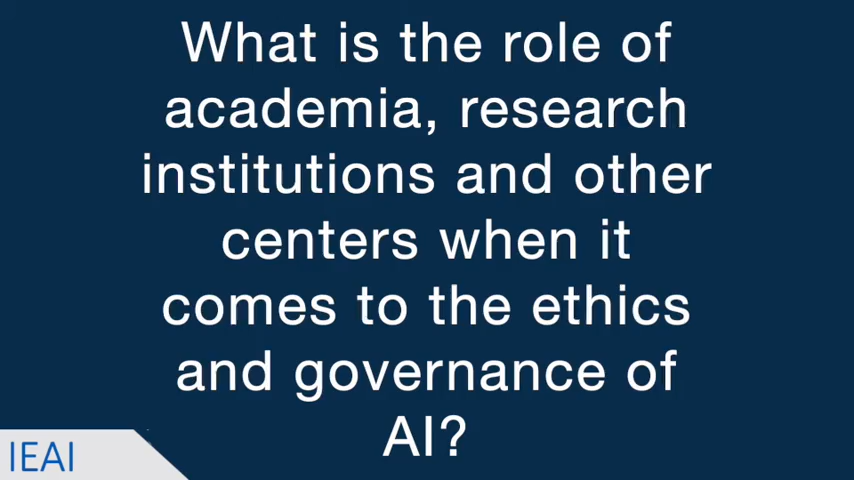 What is the role of
academia, research
institutions and other
centers when it
comes to the ethics
and governance of
AI?
IEAI